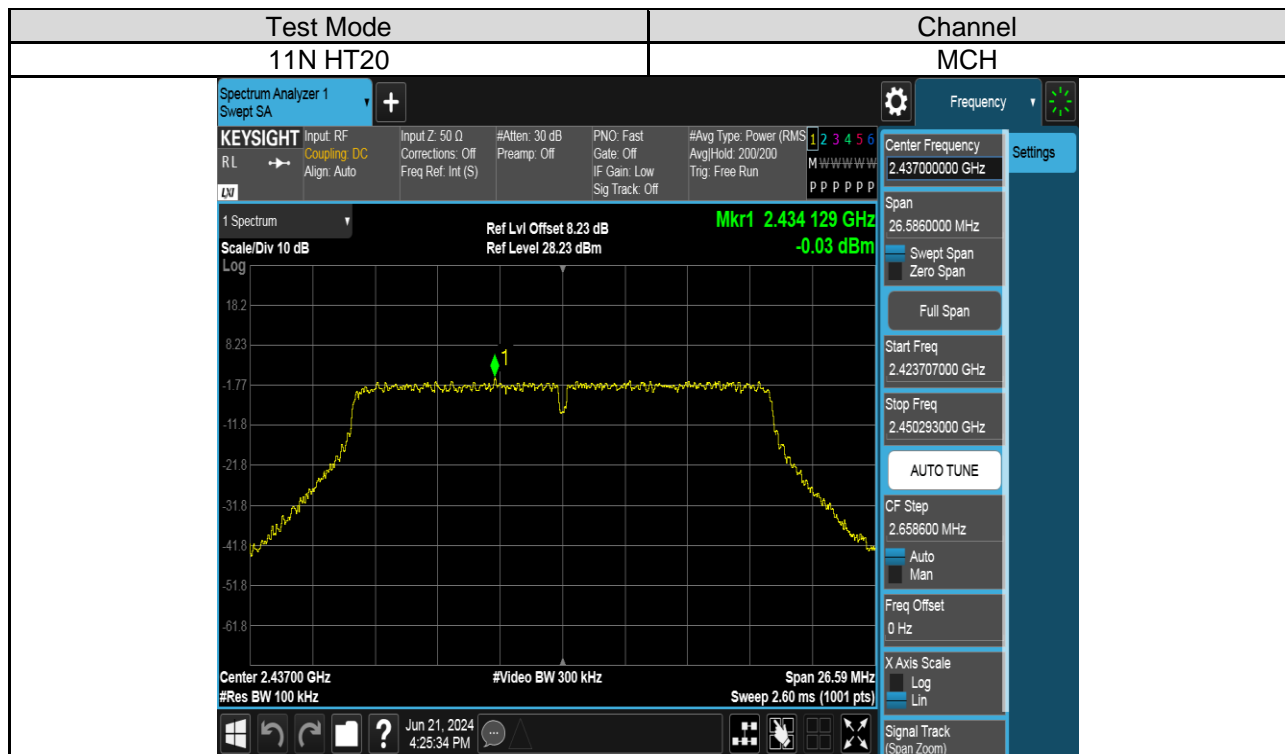 Test Mode Channel
11N HT20 MCH
Spectrum Analyzer 1
Swept SA
+
Frequency
KEYSIGHT Input: RF
Coupling: DC
Align: Auto
R L
LXI
Input Z: 50 Ω
Corrections: Off
Freq Ref: Int (S)
#Atten: 30 dB
Preamp: Off
PNO: Fast
Gate: Off
IF Gain: Low
Sig Track: Off
#Avg Type: Power (RMS
Avg|Hold: 200/200
Trig: Free Run
1 2 3 4 5 6
M W W W W W
P P P P P P
Center Frequency
2.437000000 GHz
Settings
Span
26.5860000 MHz
Swept Span
Zero Span
Full Span
Start Freq
2.423707000 GHz
Stop Freq
2.450293000 GHz
AUTO TUNE
CF Step
2.658600 MHz
Auto
Man
Freq Offset
0 Hz
X Axis Scale
Log
Lin
Signal Track
(Span Zoom)
1 Spectrum
Scale/Div 10 dB
Log
Ref Lvl Offset 8.23 dB
Ref Level 28.23 dBm
Mkr1 2.434 129 GHz
-0.03 dBm
18.2
8.23
-1.77
-11.8
-21.8
-31.8
-41.8
-51.8
-61.8
1
Center 2.43700 GHz
#Res BW 100 kHz
#Video BW 300 kHz
Span 26.59 MHz
Sweep 2.60 ms (1001 pts)
?
Jun 21, 2024
4:25:34 PM